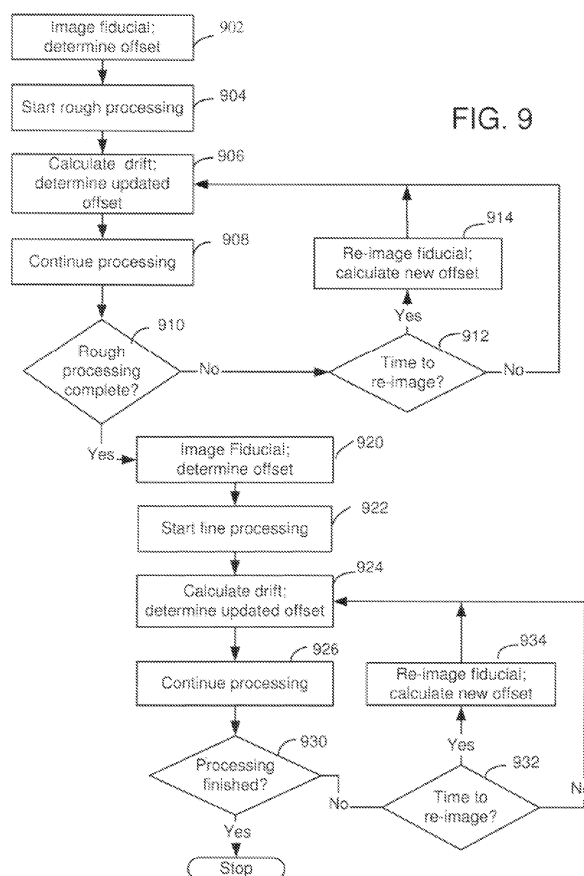 Image fiducial;
determine offset
902
Start rough processing
904
FIG. 9
Calculate drift;
determine updated
offset
906
Continue processing
908
Re-image fiducial;
calculate new offset
914
Yes
Rough
processing
complete?
910
No
Time to
re-image?
912
No
Yes
Image Fiducial;
determine offset
920
Start fine processing
922
Calculate drift;
determine updated offset
924
Continue processing
926
Re-image fiducial;
calculate new offset
934
Yes
Processing
finished?
930
No
Time to
re-image?
932
No
Yes
Stop